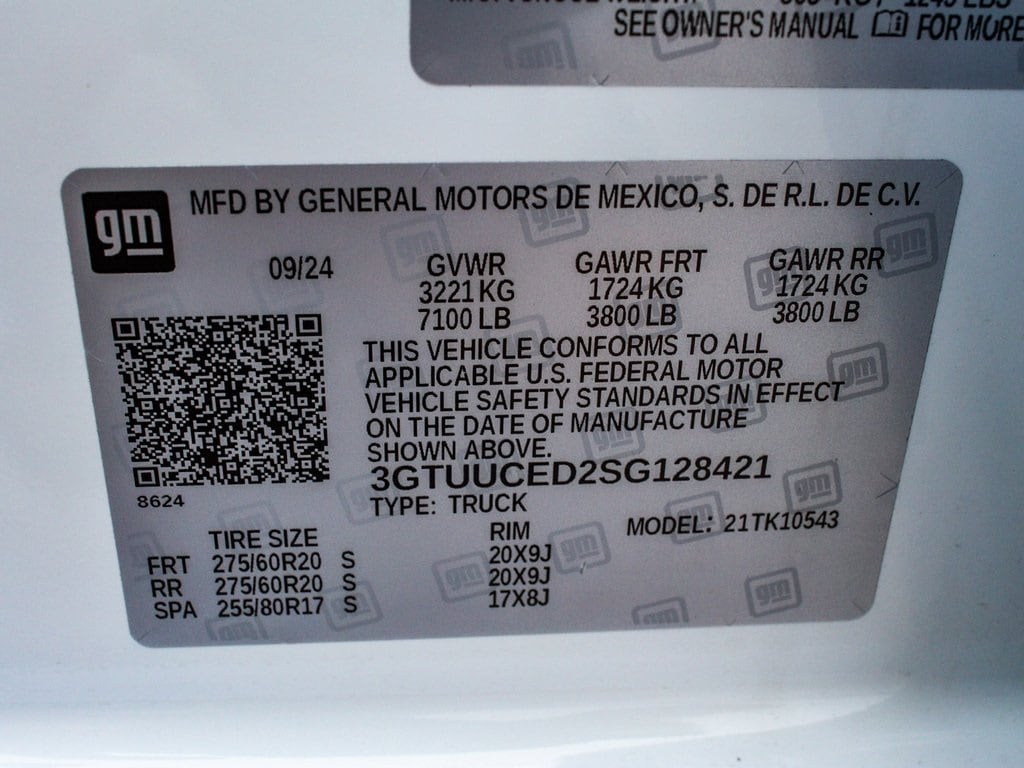 SEE OWNER'S MANUAL FOR MORE
gm
MFD BY GENERAL MOTORS DE MEXICO, S. DE R.L. DE C.V.
09/24 GVWR GAWR FRT GAWR RR
3221 KG 1724 KG 1724 KG
7100 LB 3800 LB 3800 LB
THIS VEHICLE CONFORMS TO ALL
APPLICABLE U.S. FEDERAL MOTOR
VEHICLE SAFETY STANDARDS IN EFFECT
ON THE DATE OF MANUFACTURE
SHOWN ABOVE.
3GTUUCED2SG128421
8624
TYPE: TRUCK
MODEL: 21TK10543
TIRE SIZE RIM
FRT 275/60R20 S 20X9J
RR 275/60R20 S 20X9J
SPA 255/80R17 S 17X8J